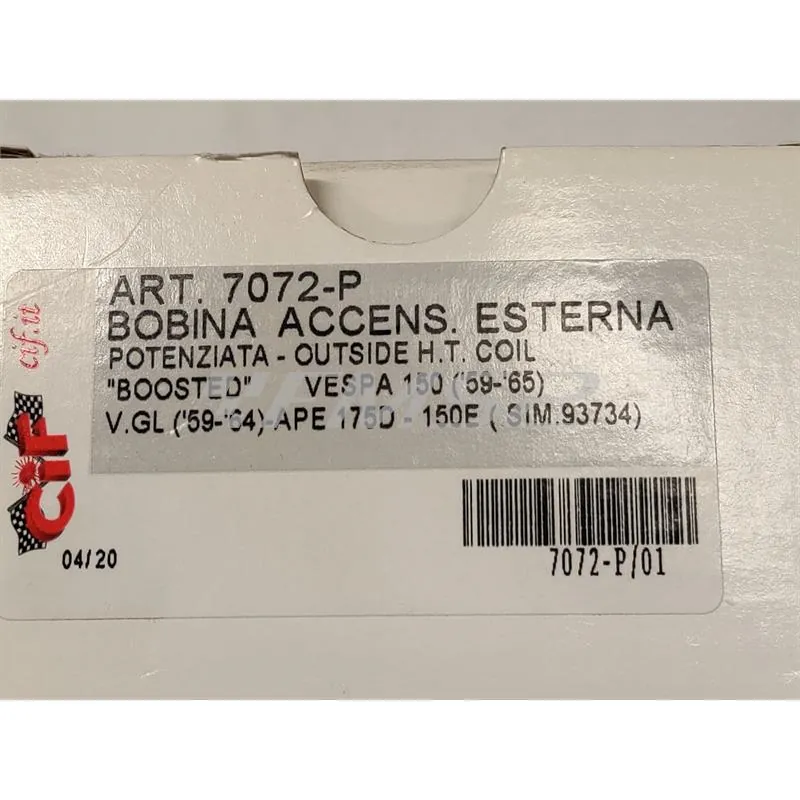 ART. 7072-P
BOBINA ACCENS. ESTERNA
POTENZIATA - OUTSIDE H.T. COIL
"BOOSTED" VESPA 150 ('59-'65)
V.GL ('59-'64)-APE 175D - 150E ( SIM.93734)
cif.it
CIF
04/20
7072-P/01